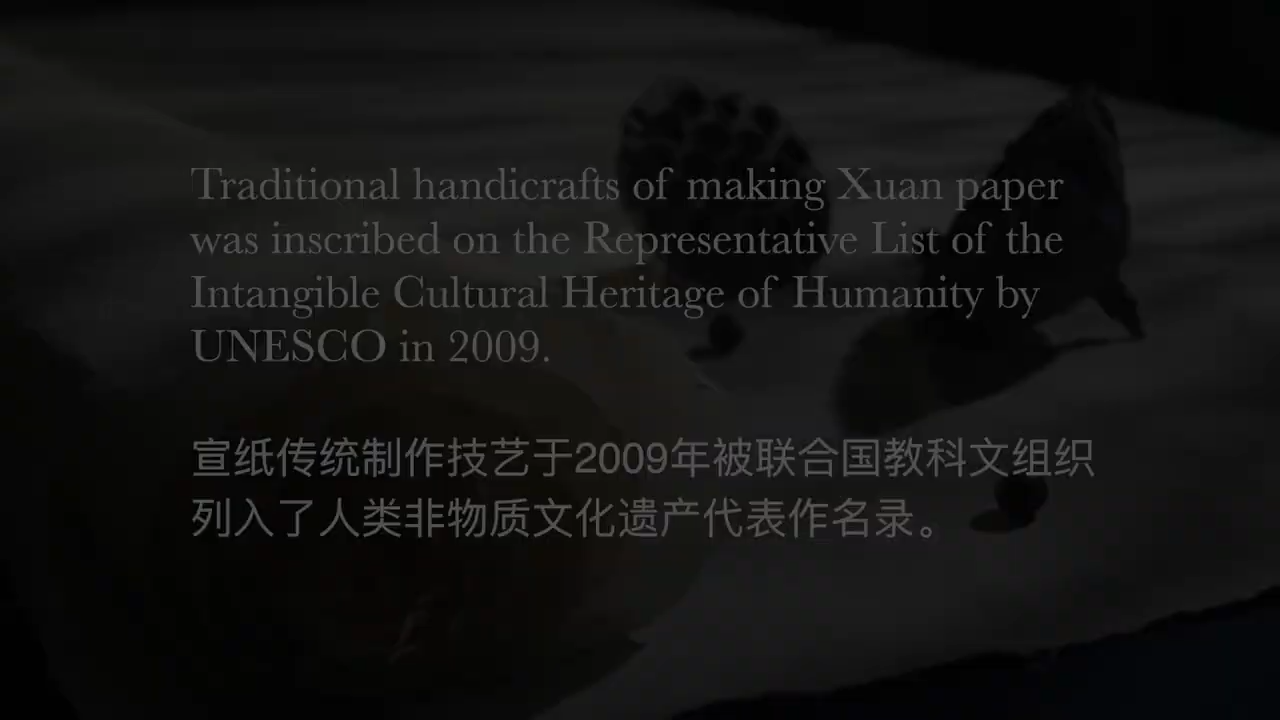 Traditional handicrafts of making Xuan paper
was inscribed on the Representative List of the
Intangible Cultural Heritage of Humanity by
UNESCO in 2009.
宣纸传统制作技艺于2009年被联合国教科文组织
列入了人类非物质文化遗产代表作名录。